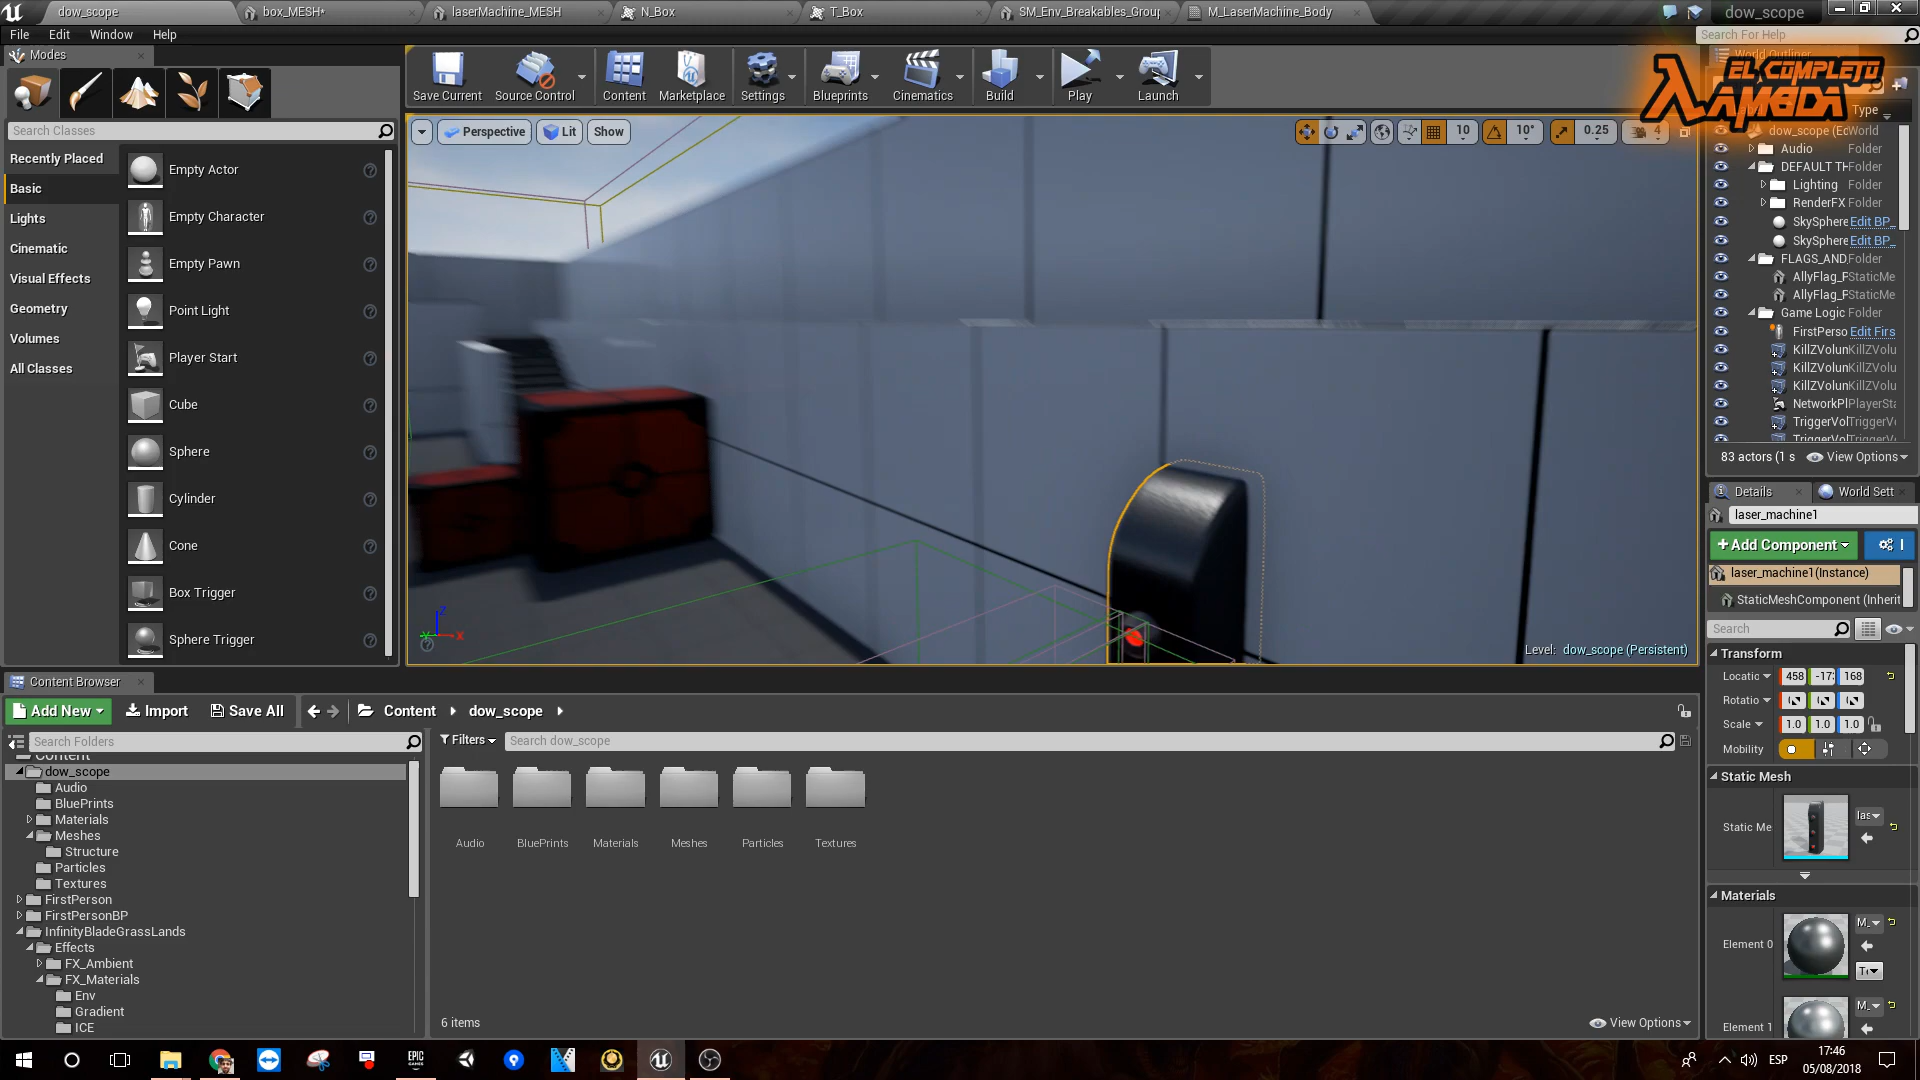 dow_scope
box_MESH*
laserMachine_MESH
N_Box
T_Box
SM_Env_Breakables_Grou
M_LaserMachine_Body
dow_scope
File
Edit
Window
Help
Search For Help
Modes
Save Current
Source Control
Content
Marketplace
Settings
Blueprints
Cinematics
Build
Play
Launch
EL COMPLETO
λAMBDA
Search Classes
Recently Placed
Basic
Lights
Cinematic
Visual Effects
Geometry
Volumes
All Classes
Empty Actor
Empty Character
Empty Pawn
Point Light
Player Start
Cube
Sphere
Cylinder
Cone
Box Trigger
Sphere Trigger
Perspective
Lit
Show
10
10°
0.25
4
Z
Y
X
Level: dow_scope (Persistent)
World Outliner
Type
dow_scope (Ed World
Audio Folder
DEFAULT TH Folder
Lighting Folder
RenderFX Folder
SkySphere Edit BP_
SkySphere Edit BP_
FLAGS_AND Folder
AllyFlag_P StaticMe
AllyFlag_P StaticMe
Game Logic Folder
FirstPerso Edit Firs
KillZVolun KillZVolu
KillZVolun KillZVolu
KillZVolun KillZVolu
NetworkPl PlayerSta
TriggerVol TriggerVo
TriggerVol TriggerVo
83 actors (1 s
View Options
Details
World Sett
laser_machine1
+Add Component
laser_machine1(Instance)
StaticMeshComponent (Inherit
Search
Transform
Locatic 458 -17 168
Rotatio
Scale 1.0 1.0 1.0
Mobility
Static Mesh
Static Me
las
Materials
Element 0
M_
Element 1
M_
Content Browser
Add New
Import
Save All
Content
dow_scope
Search Folders
Filters
Search dow_scope
Content
dow_scope
Audio
BluePrints
Materials
Meshes
Structure
Particles
Textures
FirstPerson
FirstPersonBP
InfinityBladeGrassLands
Effects
FX_Ambient
FX_Materials
Env
Gradient
ICE
Audio
BluePrints
Materials
Meshes
Particles
Textures
6 items
View Options
EPIC
GAMES
ESP
17:46
05/08/2018